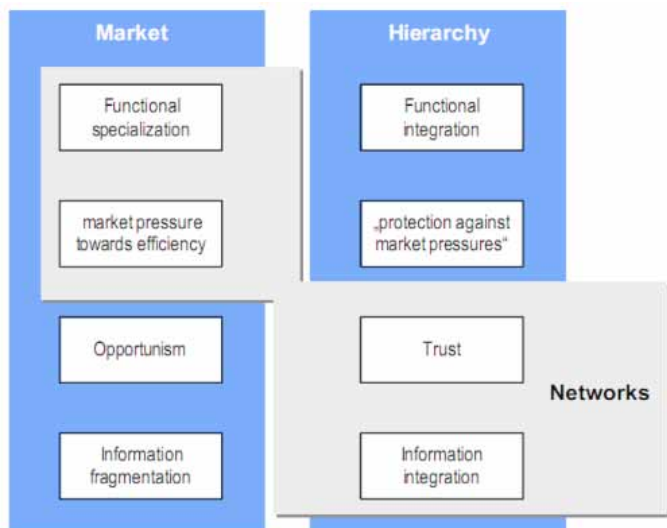 Market
Hierarchy
Functional
specialization
Functional
integration
market pressure
towards efficiency
„protection against
market pressures“
Opportunism
Trust
Networks
Information
fragmentation
Information
integration